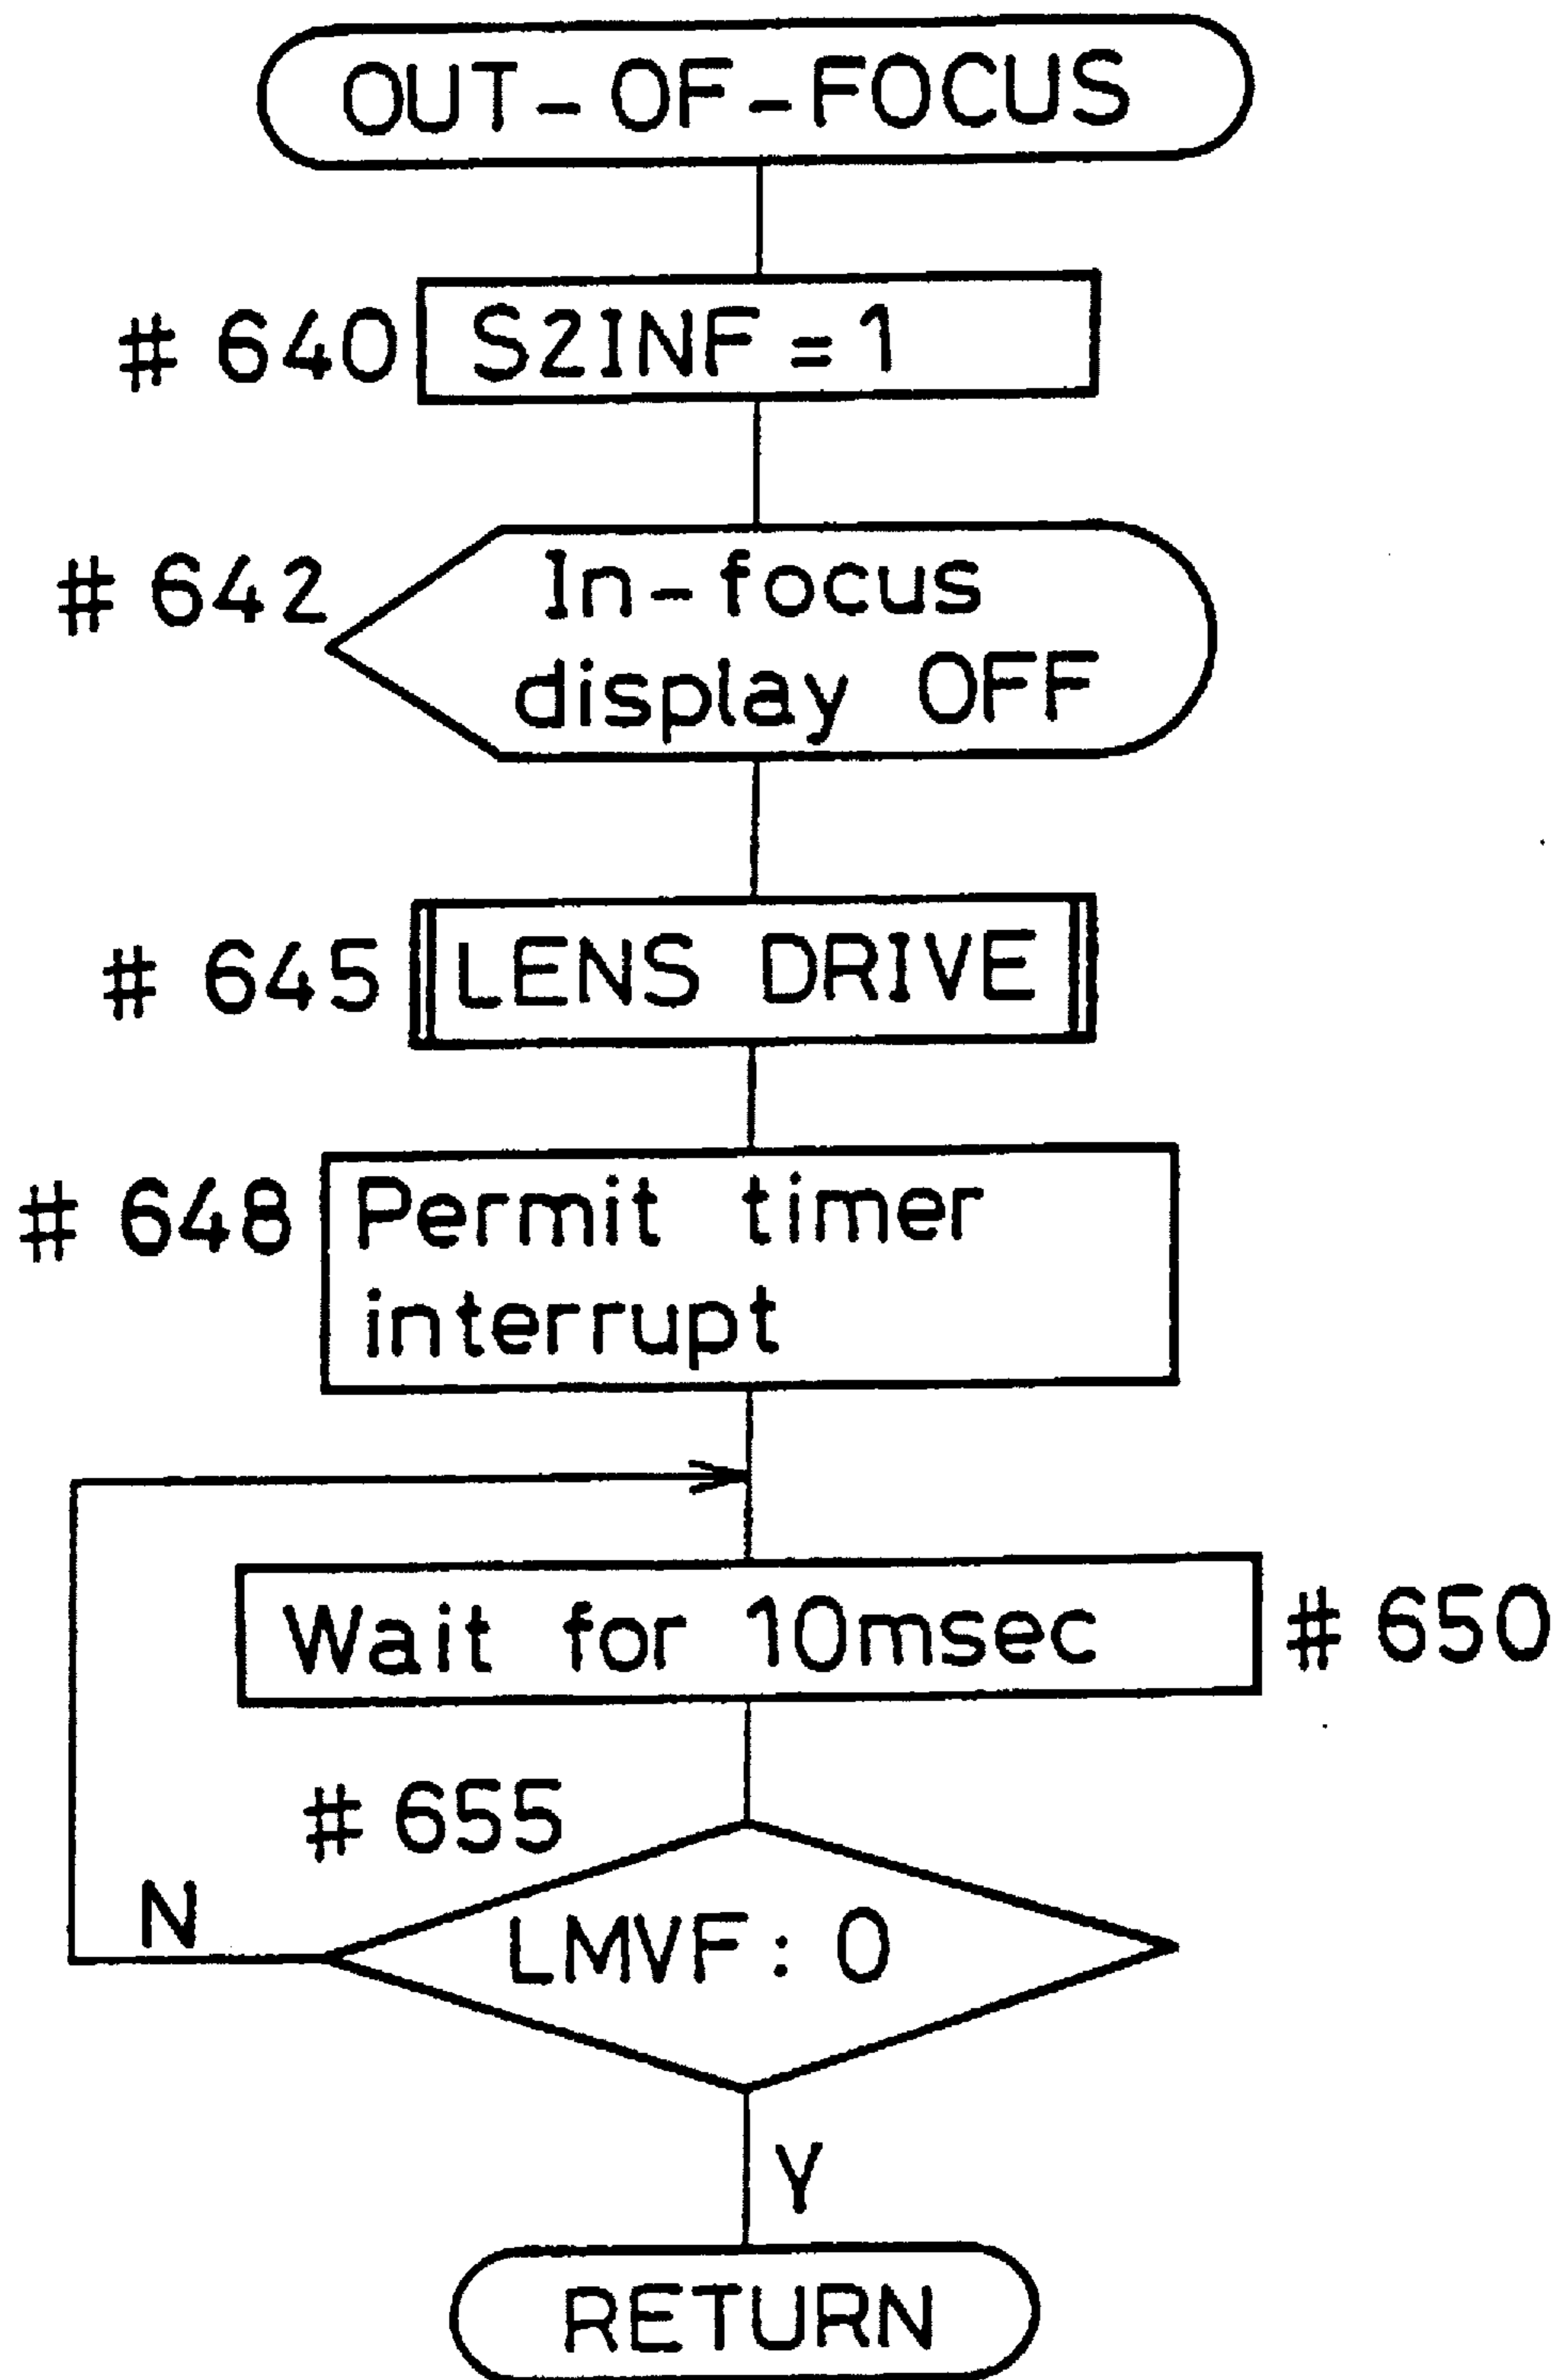 OUT-OF-FOCUS
# 640 S2INF = 1
# 642
In-focus
display OFF
# 645 LENS DRIVE
# 648 Permit timer
interrupt
Wait for 10msec # 650
# 655
N
LMVF : 0
Y
RETURN